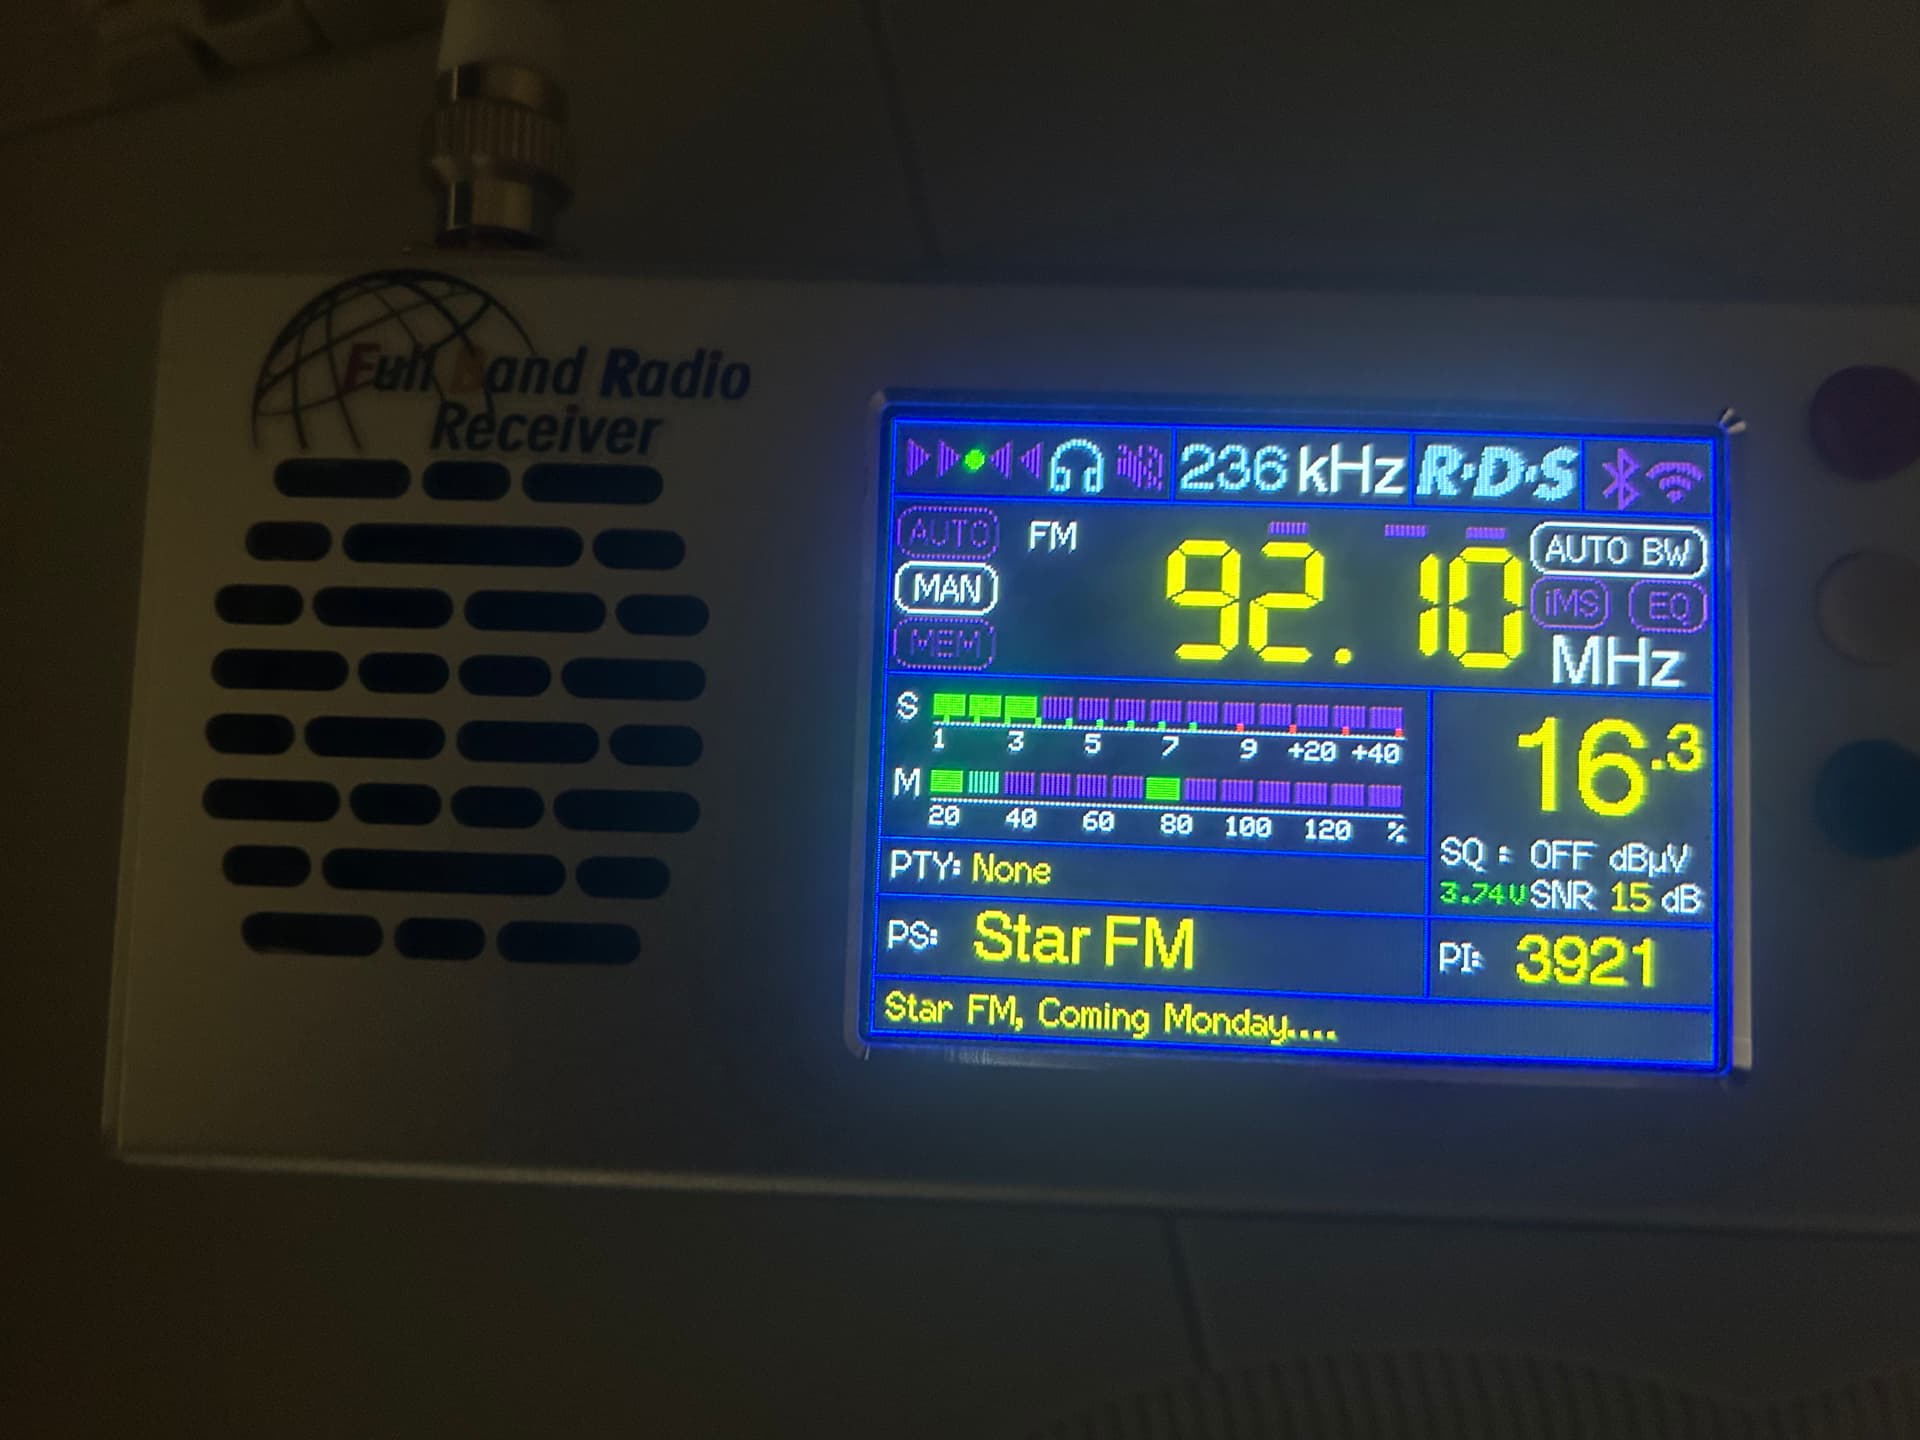 Full Band Radio
Receiver
236 kHz R·D·S
AUTO FM 92.10 AUTO BW
MAN iMS EQ
MEM MHz
S
1 3 5 7 9 +20 +40
M
20 40 60 80 100 120 %
16.3
SQ : OFF dBµV
3.74V SNR 15 dB
PTY: None
PS: Star FM
PI: 3921
Star FM, Coming Monday....